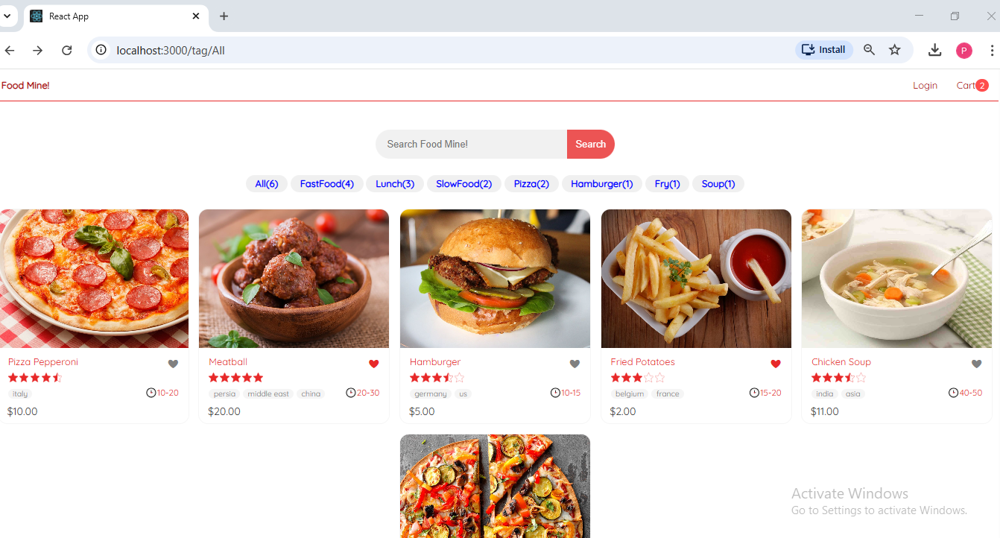 React App
localhost:3000/tag/All
Install
P
Food Mine!
Login Cart 2
Search Food Mine! Search
All(6) FastFood(4) Lunch(3) SlowFood(2) Pizza(2) Hamburger(1) Fry(1) Soup(1)
Pizza Pepperoni
italy 10-20
$10.00
Meatball
persia middle east china 20-30
$20.00
Hamburger
germany us 10-15
$5.00
Fried Potatoes
belgium france 15-20
$2.00
Chicken Soup
india asia 40-50
$11.00
Activate Windows
Go to Settings to activate Windows.